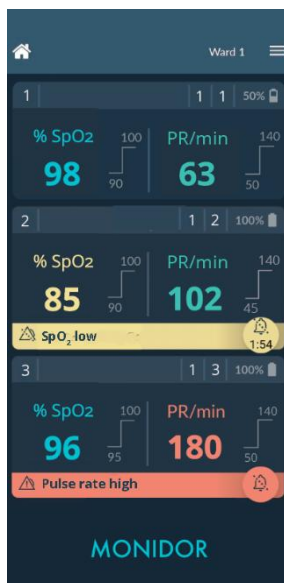 Ward 1
1 1 1 50%
% SpO2 100 PR/min 140
98 90 63 50
2 1 2 100%
% SpO2 100 PR/min 140
85 90 102 45
SpO₂ low 1:54
3 1 3 100%
% SpO2 100 PR/min 140
96 95 180 50
Pulse rate high
MONIDOR